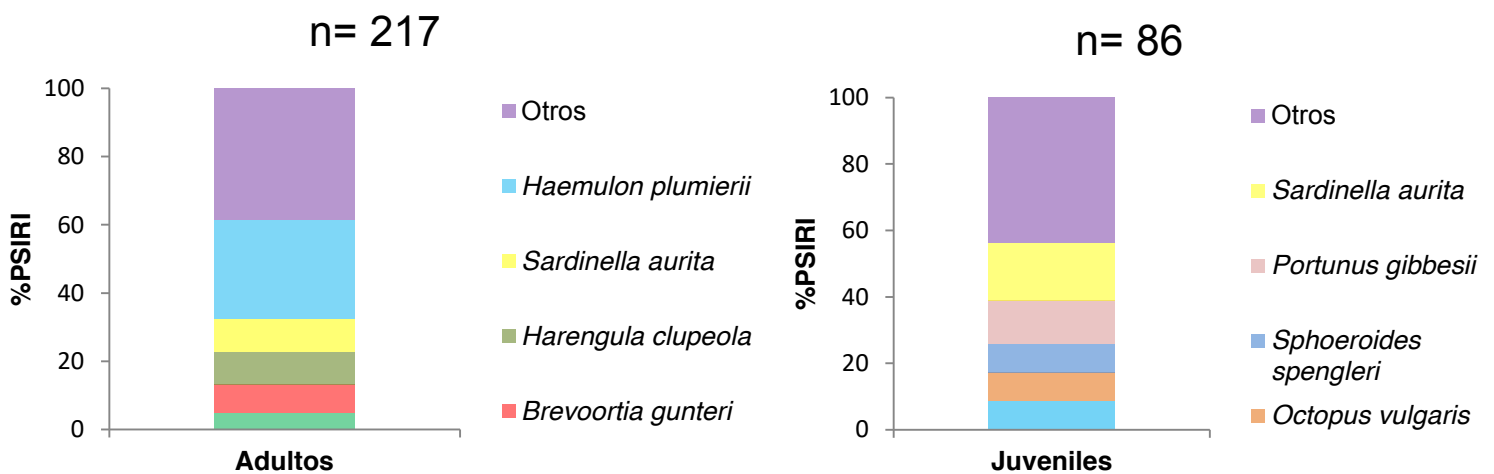 n= 217
%PSIRI
100
80
60
40
20
0
Adultos
Otros
Haemulon plumierii
Sardinella aurita
Harengula clupeola
Brevoortia gunteri
n= 86
%PSIRI
100
80
60
40
20
0
Juveniles
Otros
Sardinella aurita
Portunus gibbesii
Sphoeroides
spengleri
Octopus vulgaris